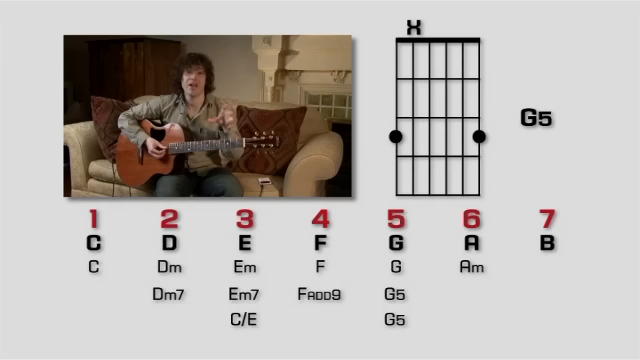 X
G5
1 2 3 4 5 6 7
C D E F G A B
C Dm Em F G Am
Dm7 Em7 Fadd9 G5
C/E G5